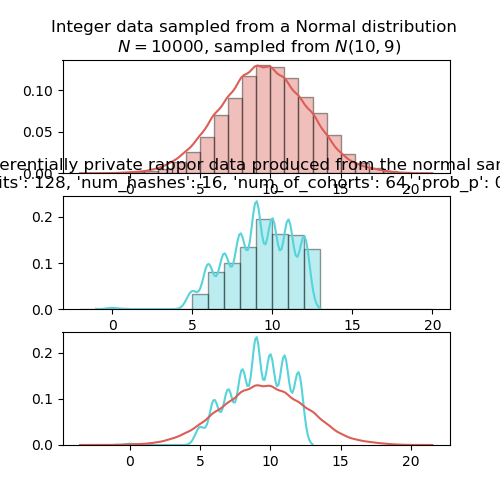 Integer data sampled from a Normal distribution
N = 10000, sampled from N(10, 9)
0.10
0.05
0.00
0 5 10 15 20
erentially private rappor data produced from the normal sam
its': 128, 'num_hashes': 16, 'num_of_cohorts': 64, 'prob_p': 0
0.2
0.1
0.0
0 5 10 15 20
0.2
0.1
0.0
0 5 10 15 20